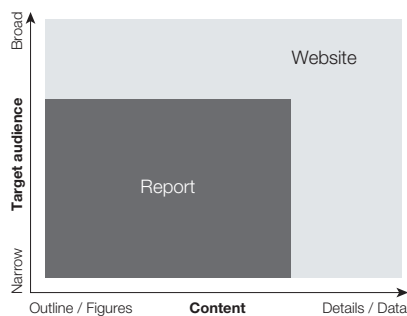 Broad
Website
Target audience
Report
Narrow
Outline / Figures Content Details / Data